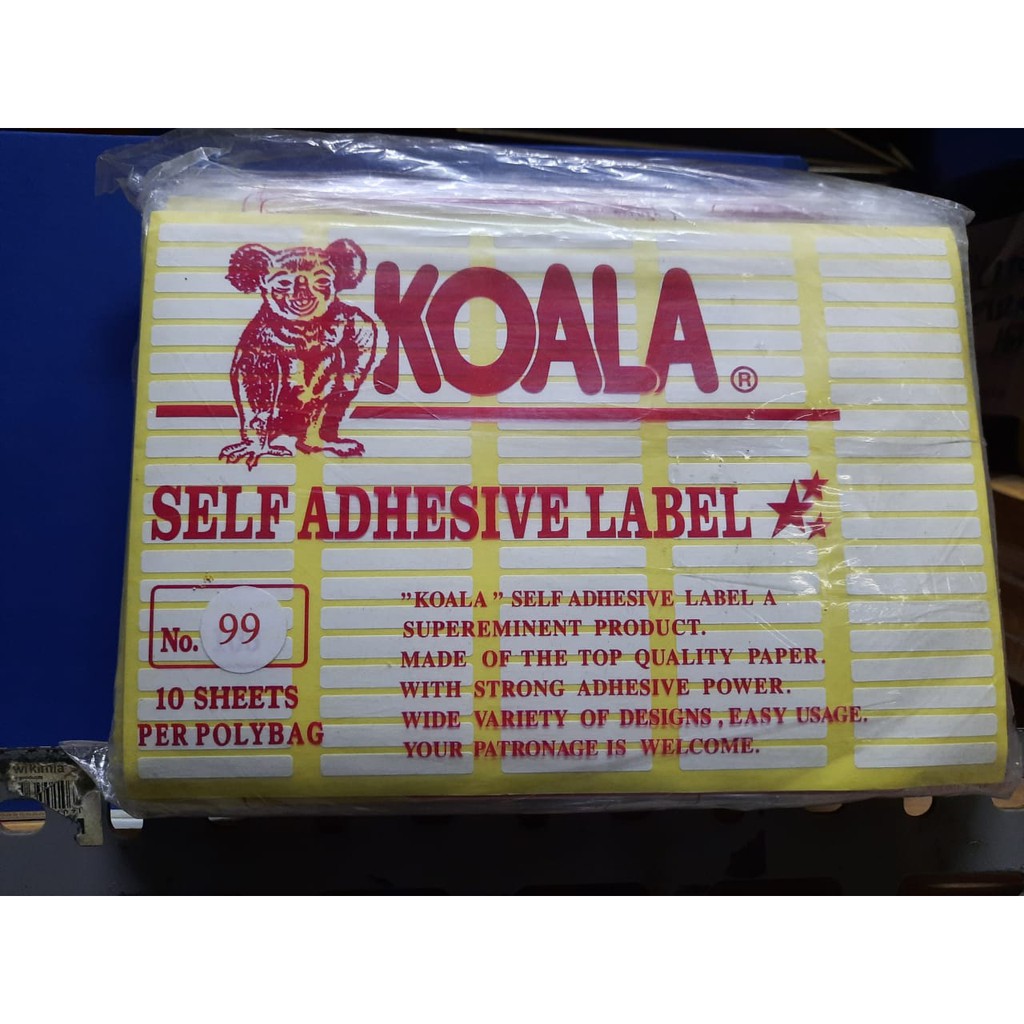 KOALA ®
SELF ADHESIVE LABEL
No. 99
10 SHEETS
PER POLYBAG
"KOALA" SELF ADHESIVE LABEL A
SUPEREMINENT PRODUCT.
MADE OF THE TOP QUALITY PAPER.
WITH STRONG ADHESIVE POWER.
WIDE VARIETY OF DESIGNS, EASY USAGE.
YOUR PATRONAGE IS WELCOME.
wikimia